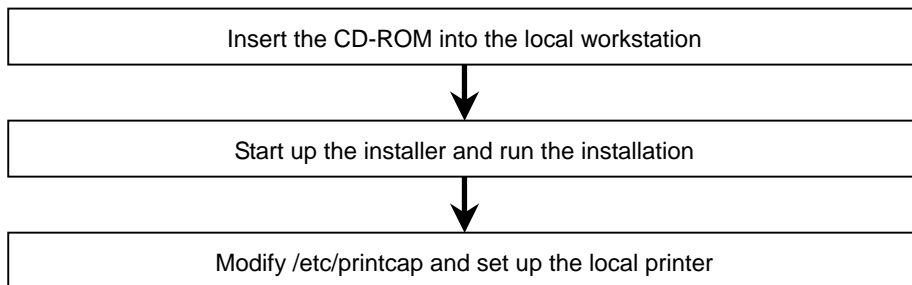 Insert the CD-ROM into the local workstation
Start up the installer and run the installation
Modify /etc/printcap and set up the local printer